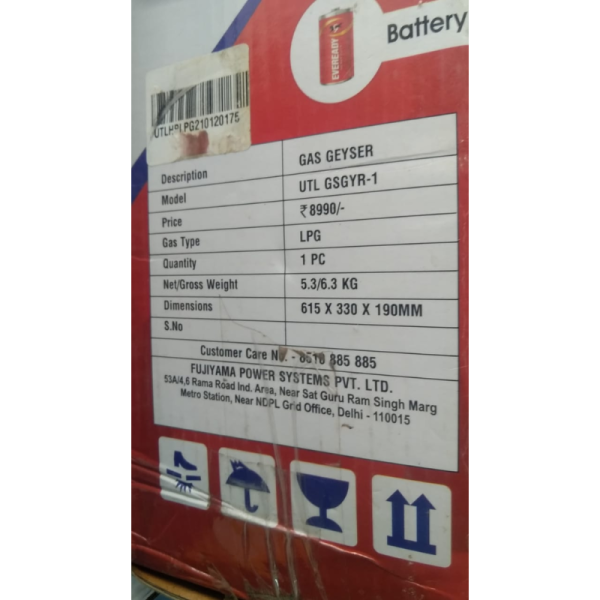 Battery
EVEREADY
UTLHPLPG210120175
Description GAS GEYSER
Model UTL GSGYR-1
Price ₹8990/-
Gas Type LPG
Quantity 1 PC
Net/Gross Weight 5.3/6.3 KG
Dimensions 615 X 330 X 190MM
S.No
Customer Care No. - 8518 885 885
FUJIYAMA POWER SYSTEMS PVT. LTD.
53A/4,6 Rama Road Ind. Area, Near Sat Guru Ram Singh Marg
Metro Station, Near NDPL Grid Office, Delhi - 110015